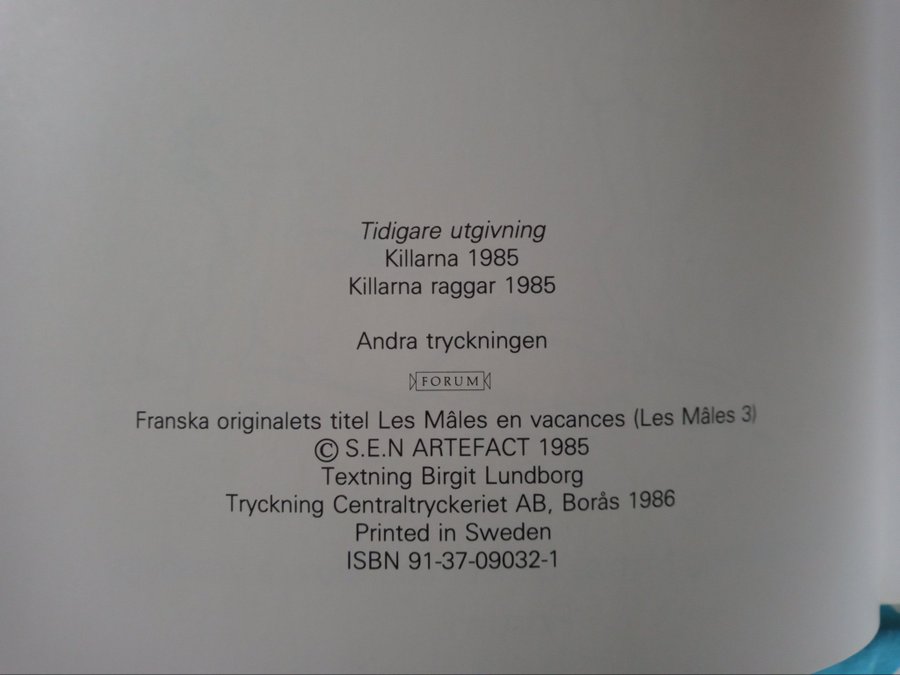 Tidigare utgivning
Killarna 1985
Killarna raggar 1985
Andra tryckningen
FORUM
Franska originalets titel Les Mâles en vacances (Les Mâles 3)
© S.E.N ARTEFACT 1985
Textning Birgit Lundborg
Tryckning Centraltryckeriet AB, Borås 1986
Printed in Sweden
ISBN 91-37-09032-1